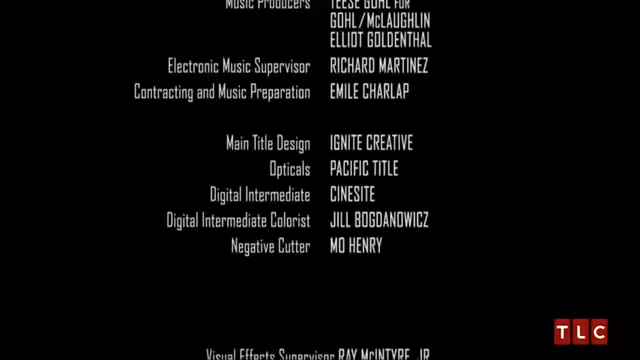 Music Producers TEESE GOHL FOR
GOHL/McLAUGHLIN
ELLIOT GOLDENTHAL
Electronic Music Supervisor RICHARD MARTINEZ
Contracting and Music Preparation EMILE CHARLAP
Main Title Design IGNITE CREATIVE
Opticals PACIFIC TITLE
Digital Intermediate CINESITE
Digital Intermediate Colorist JILL BOGDANOWICZ
Negative Cutter MO HENRY
TLC
Visual Effects Supervisor RAY McINTYRE, JR.